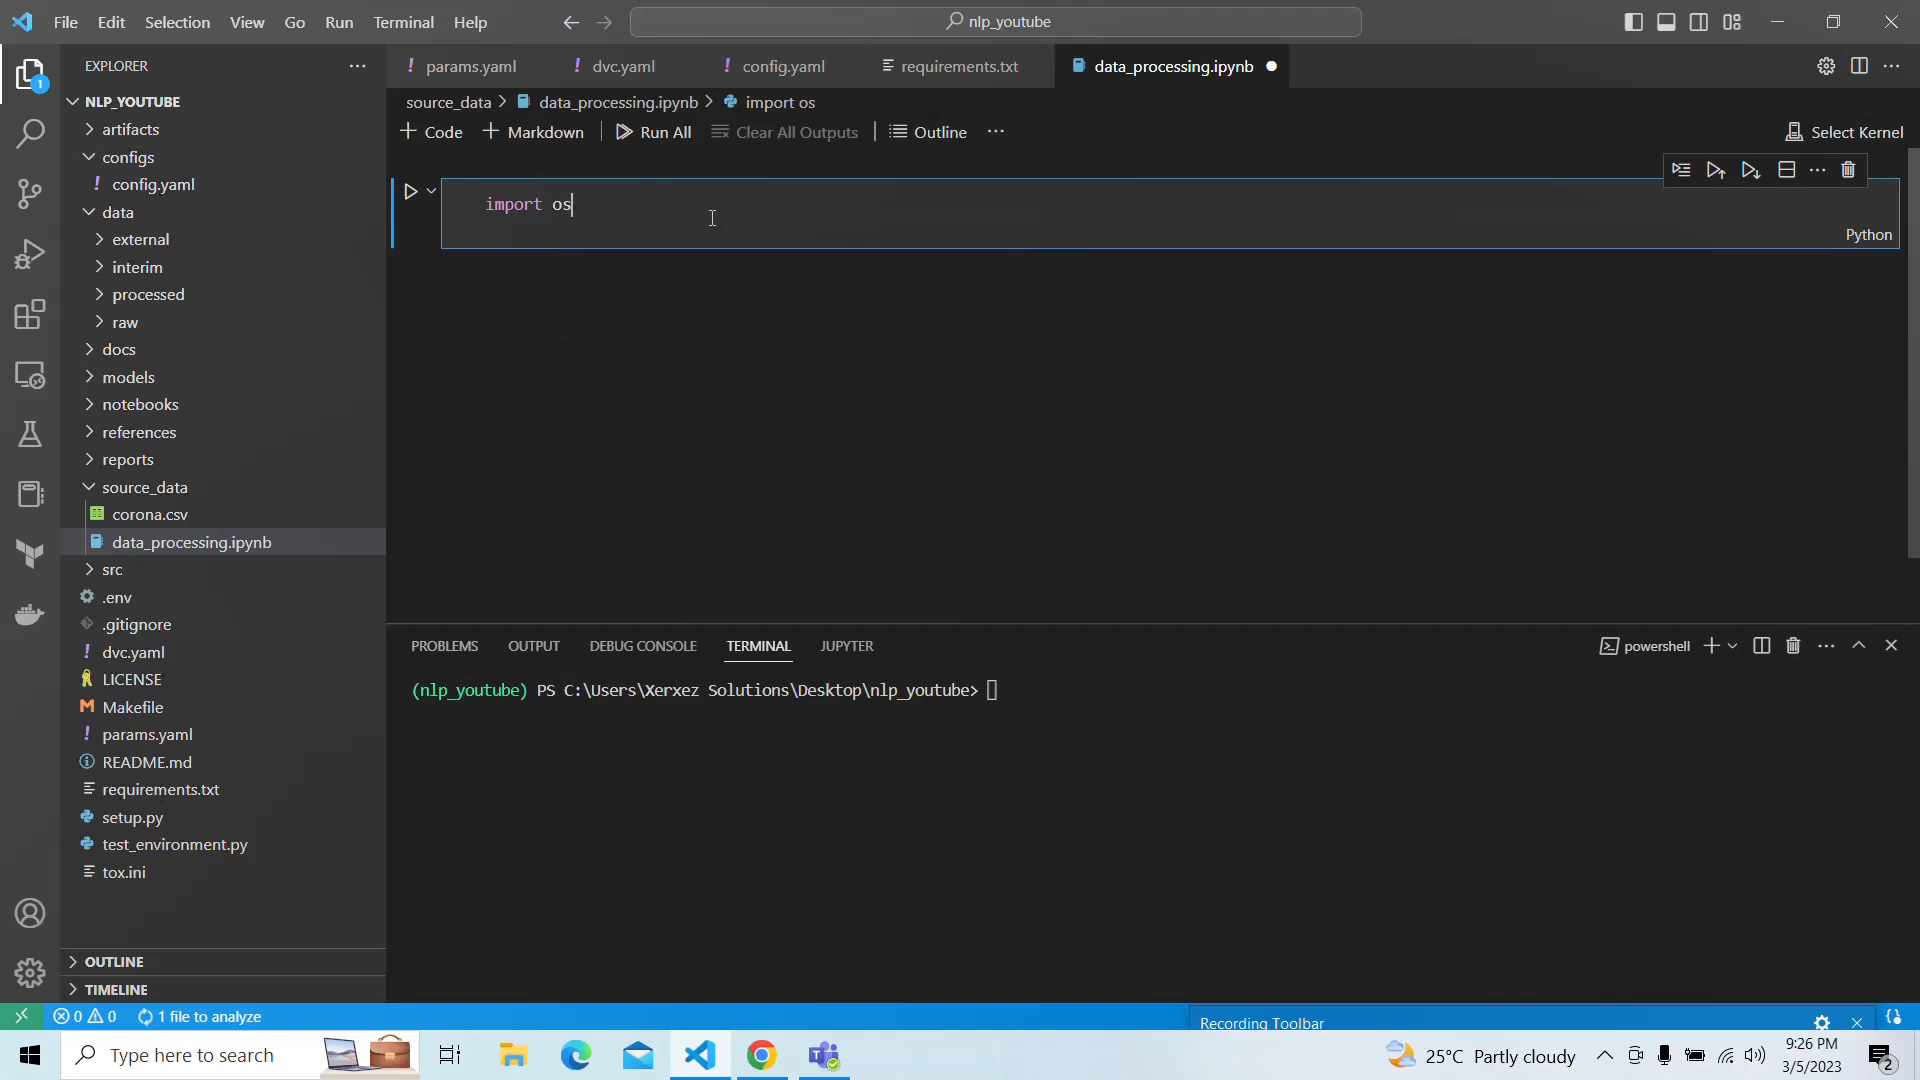 File Edit Selection View Go Run Terminal Help
nlp_youtube
EXPLORER
NLP_YOUTUBE
artifacts
configs
config.yaml
data
external
interim
processed
raw
docs
models
notebooks
references
reports
source_data
corona.csv
data_processing.ipynb
src
.env
.gitignore
dvc.yaml
LICENSE
Makefile
params.yaml
README.md
requirements.txt
setup.py
test_environment.py
tox.ini
OUTLINE
TIMELINE
params.yaml dvc.yaml config.yaml requirements.txt data_processing.ipynb
source_data > data_processing.ipynb > import os
+ Code + Markdown Run All Clear All Outputs Outline ...
Select Kernel
import os
Python
PROBLEMS OUTPUT DEBUG CONSOLE TERMINAL JUPYTER
powershell
(nlp_youtube) PS C:\Users\Xerxez Solutions\Desktop\nlp_youtube>
0 0 1 file to analyze
Recording Toolbar
Type here to search
25°C Partly cloudy
9:26 PM
3/5/2023
2
1